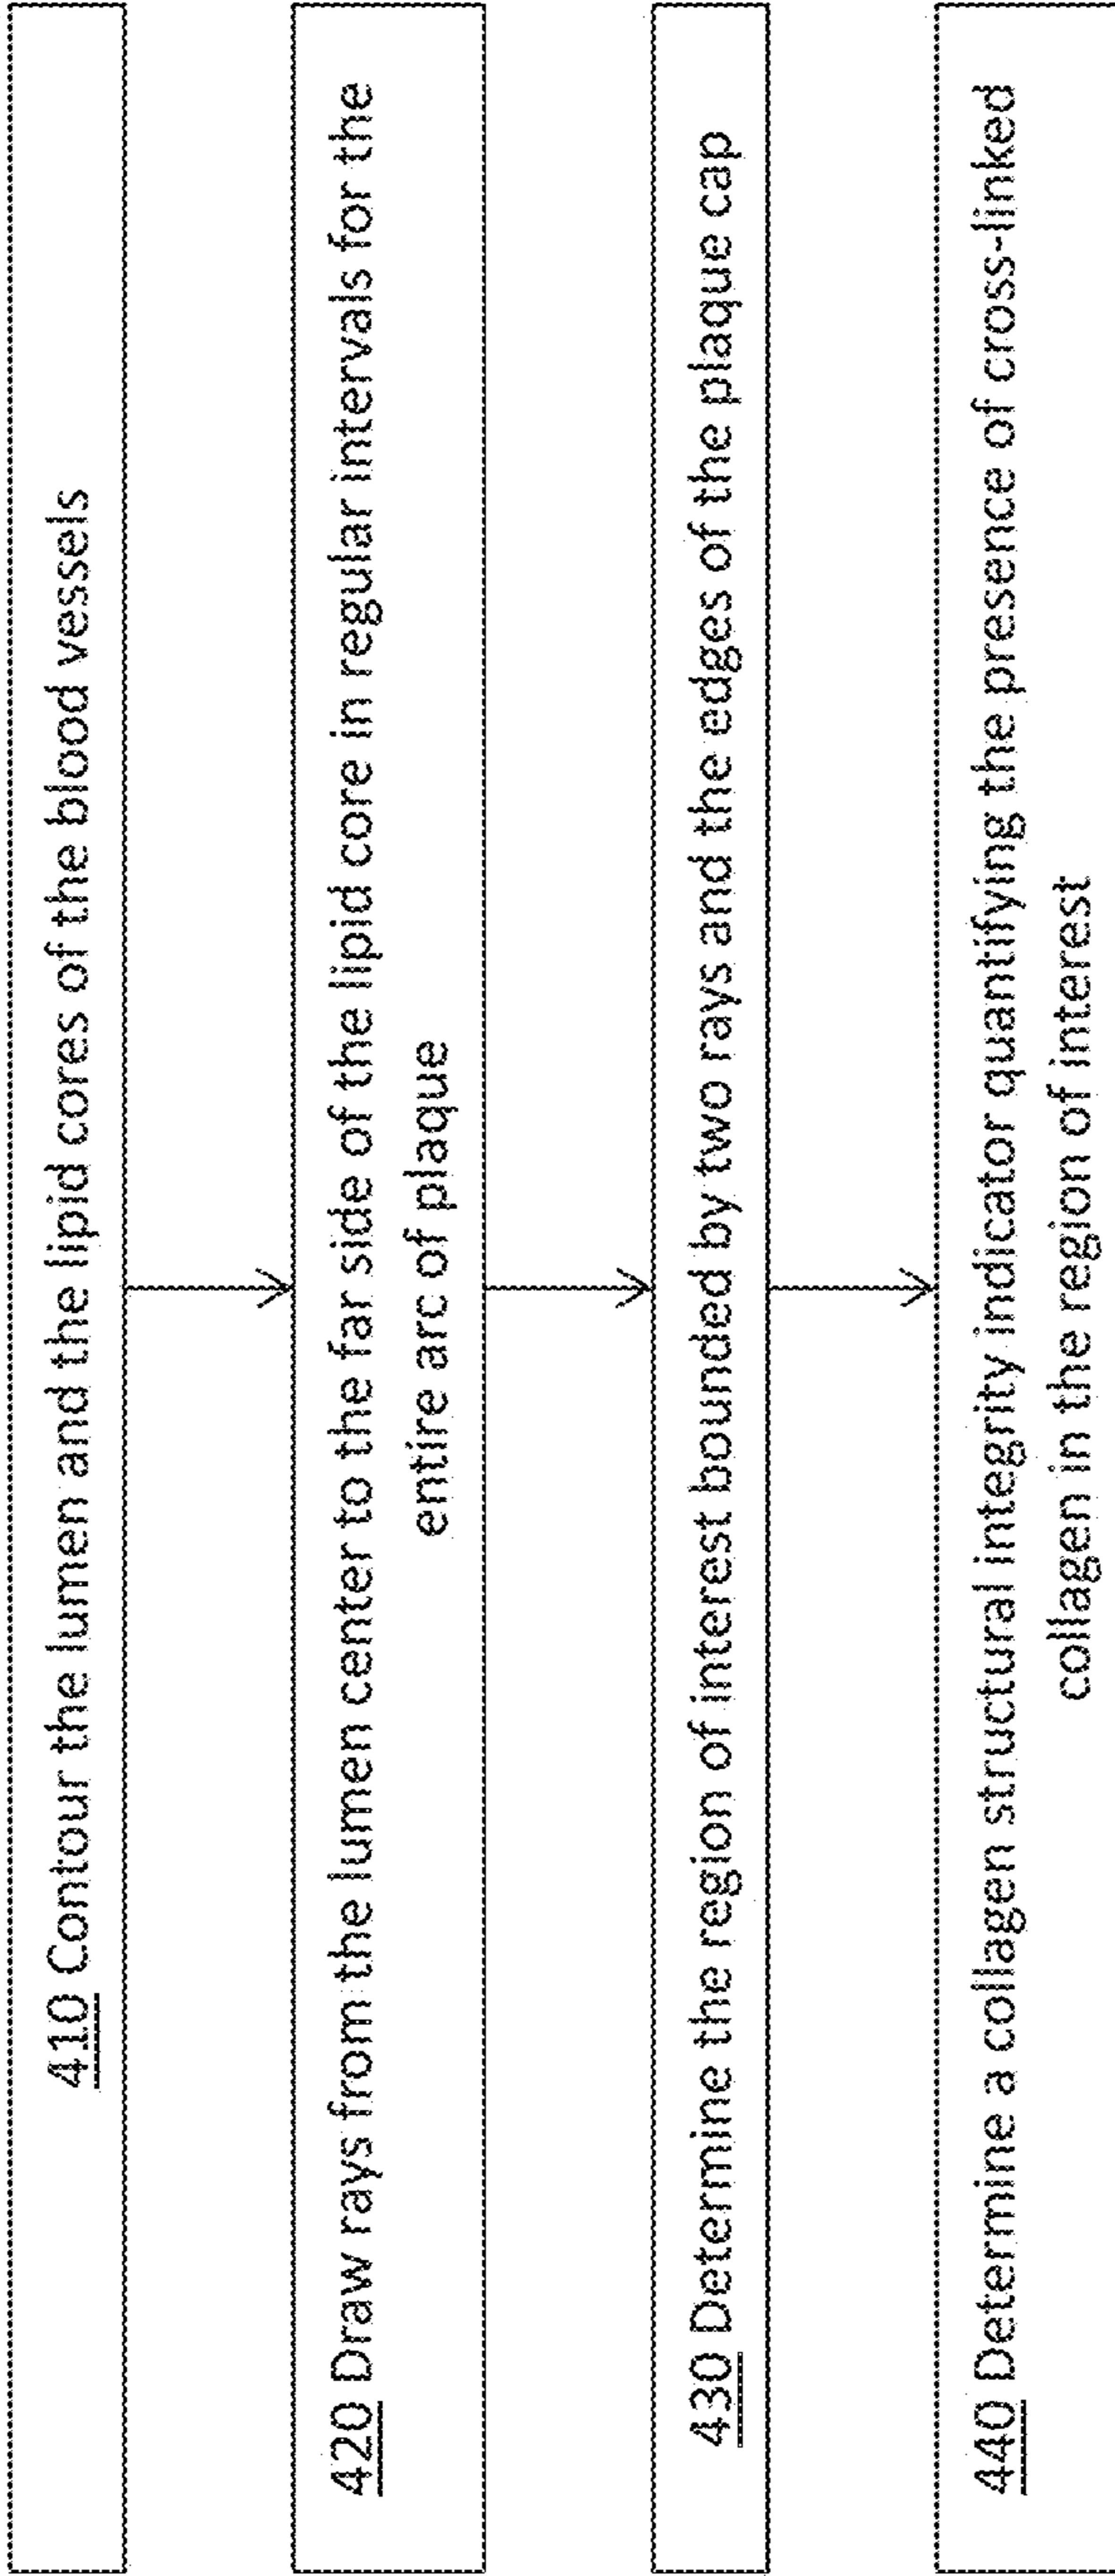 410 Contour the lumen and the lipid cores of the blood vessels
420 Draw rays from the lumen center to the far side of the lipid core in regular intervals for the
entire arc of plaque
430 Determine the region of interest bounded by two rays and the edges of the plaque cap
440 Determine a collagen structural integrity indicator quantifying the presence of cross-linked
collagen in the region of interest